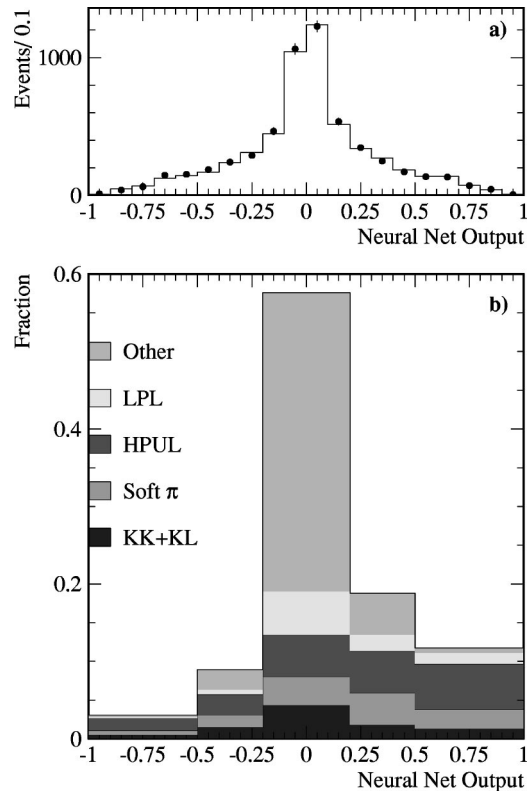 Events/ 0.1
a)
1000
0
-1 -0.75 -0.5 -0.25 0 0.25 0.5 0.75 1
Neural Net Output
Fraction
0.6
b)
Other
LPL
0.4
HPUL
Soft π
KK+KL
0.2
0
-1 -0.75 -0.5 -0.25 0 0.25 0.5 0.75 1
Neural Net Output